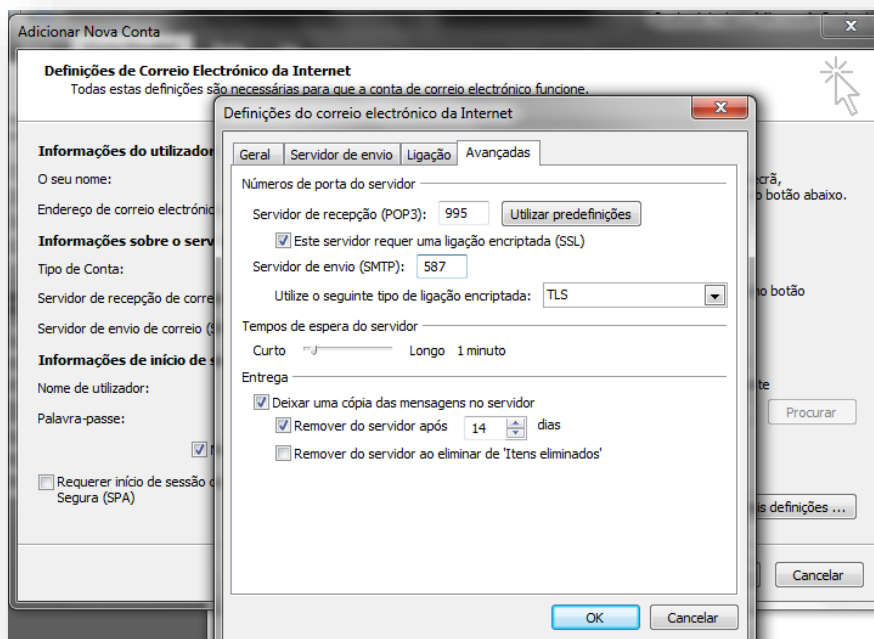 Adicionar Nova Conta
Definições de Correio Electrónico da Internet
Todas estas definições são necessárias para que a conta de correio electrónico funcione.
Informações do utilizador
O seu nome:
Endereço de correio electrónic
Informações sobre o serv
Tipo de Conta:
Servidor de recepção de corre
Servidor de envio de correio (S
Informações de início de s
Nome de utilizador:
Palavra-passe:
Requerer início de sessão
Segura (SPA)
ecrã,
o botão abaixo.
no botão
te
Procurar
is definições ...
Cancelar
Definições do correio electrónico da Internet
Geral Servidor de envio Ligação Avançadas
Números de porta do servidor
Servidor de recepção (POP3): 995 Utilizar predefinições
Este servidor requer uma ligação encriptada (SSL)
Servidor de envio (SMTP): 587
Utilize o seguinte tipo de ligação encriptada: TLS
Tempos de espera do servidor
Curto Longo 1 minuto
Entrega
Deixar uma cópia das mensagens no servidor
Remover do servidor após 14 dias
Remover do servidor ao eliminar de 'Itens eliminados'
OK Cancelar